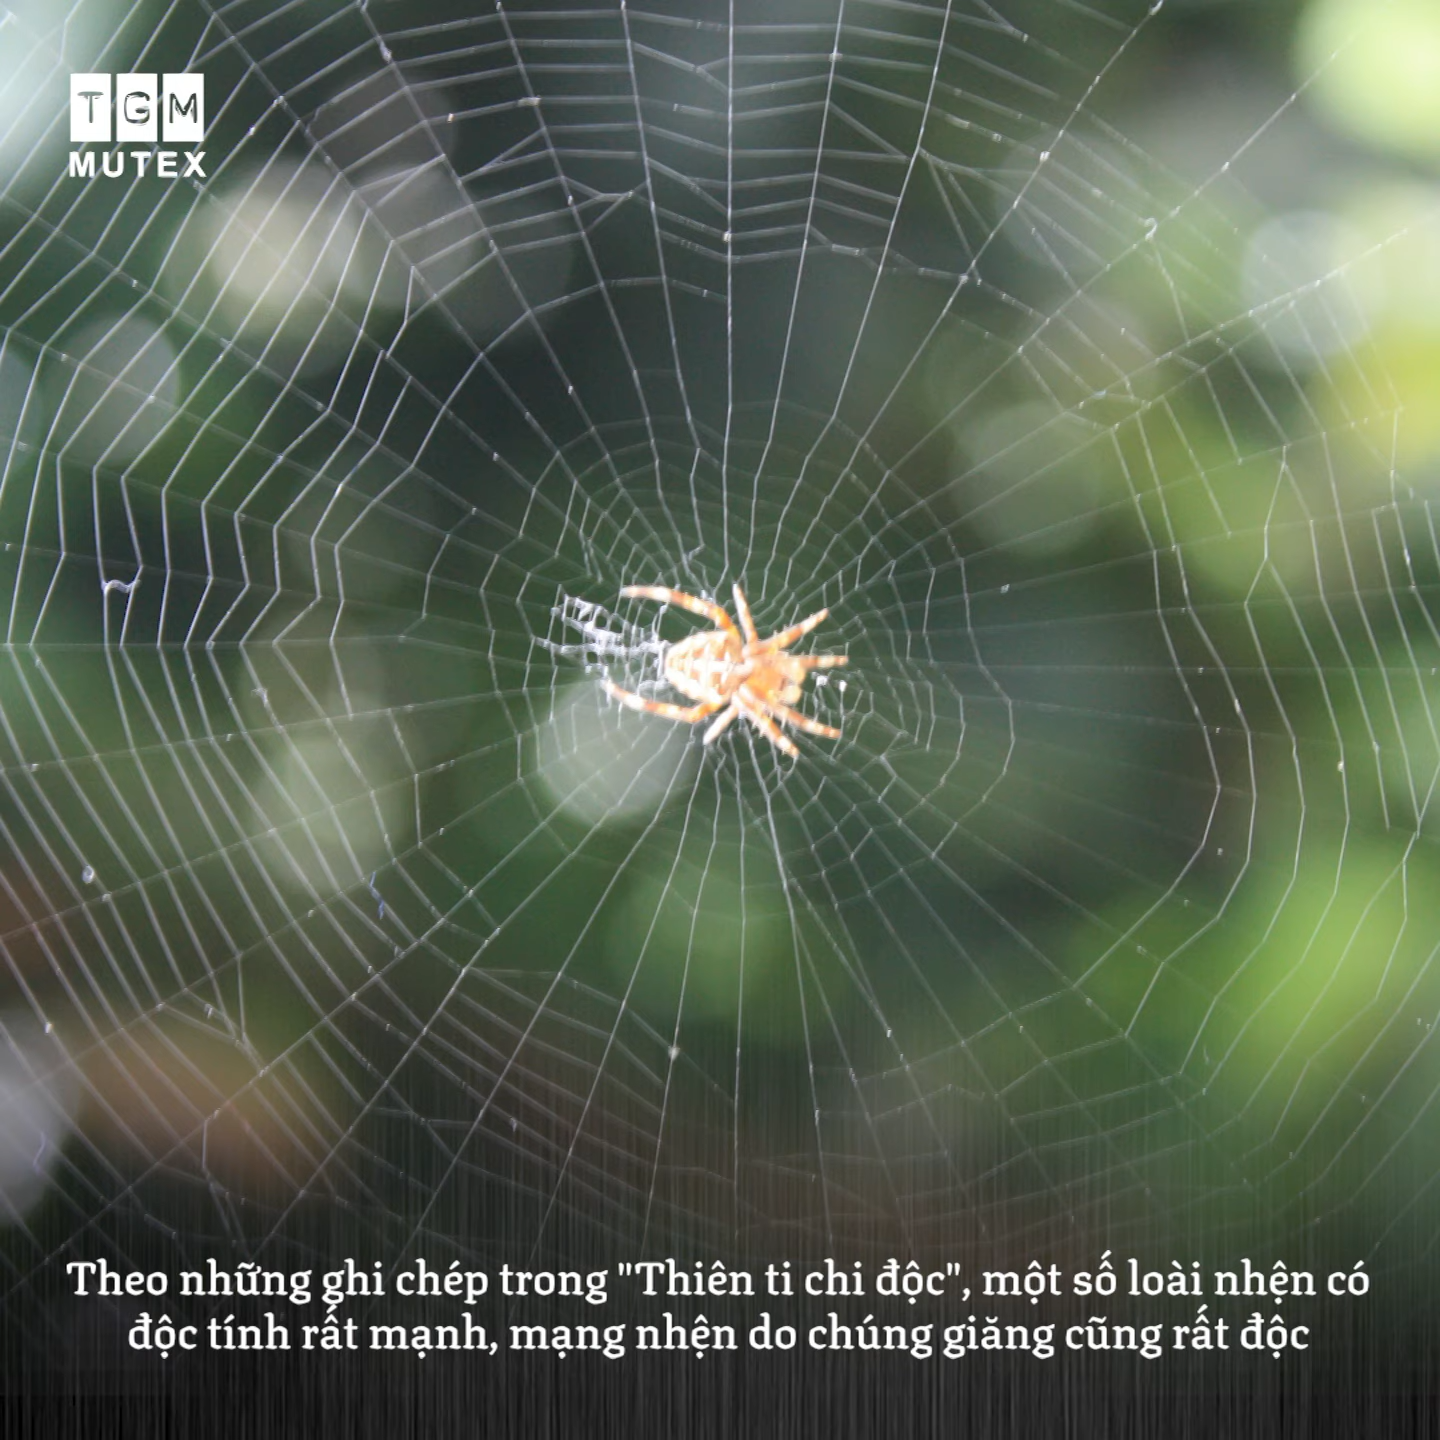 TGM
MUTEX
Theo những ghi chép trong "Thiên ti chi độc", một số loài nhện có
độc tính rất mạnh, mạng nhện do chúng giăng cũng rất độc